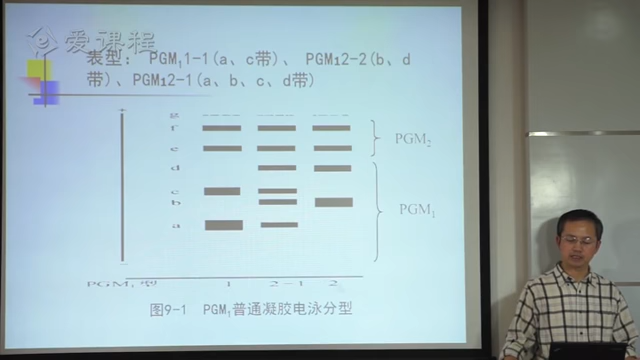 爱课程
表型： PGM₁1-1(a、c带)、 PGM₁2-2(b、d
带)、PGM₁2-1(a、b、c、d带)
+
g
f
e
PGM₂
d
c
b
PGM₁
a
PGM₁型 1 2-1 2
图9-1 PGM₁普通凝胶电泳分型